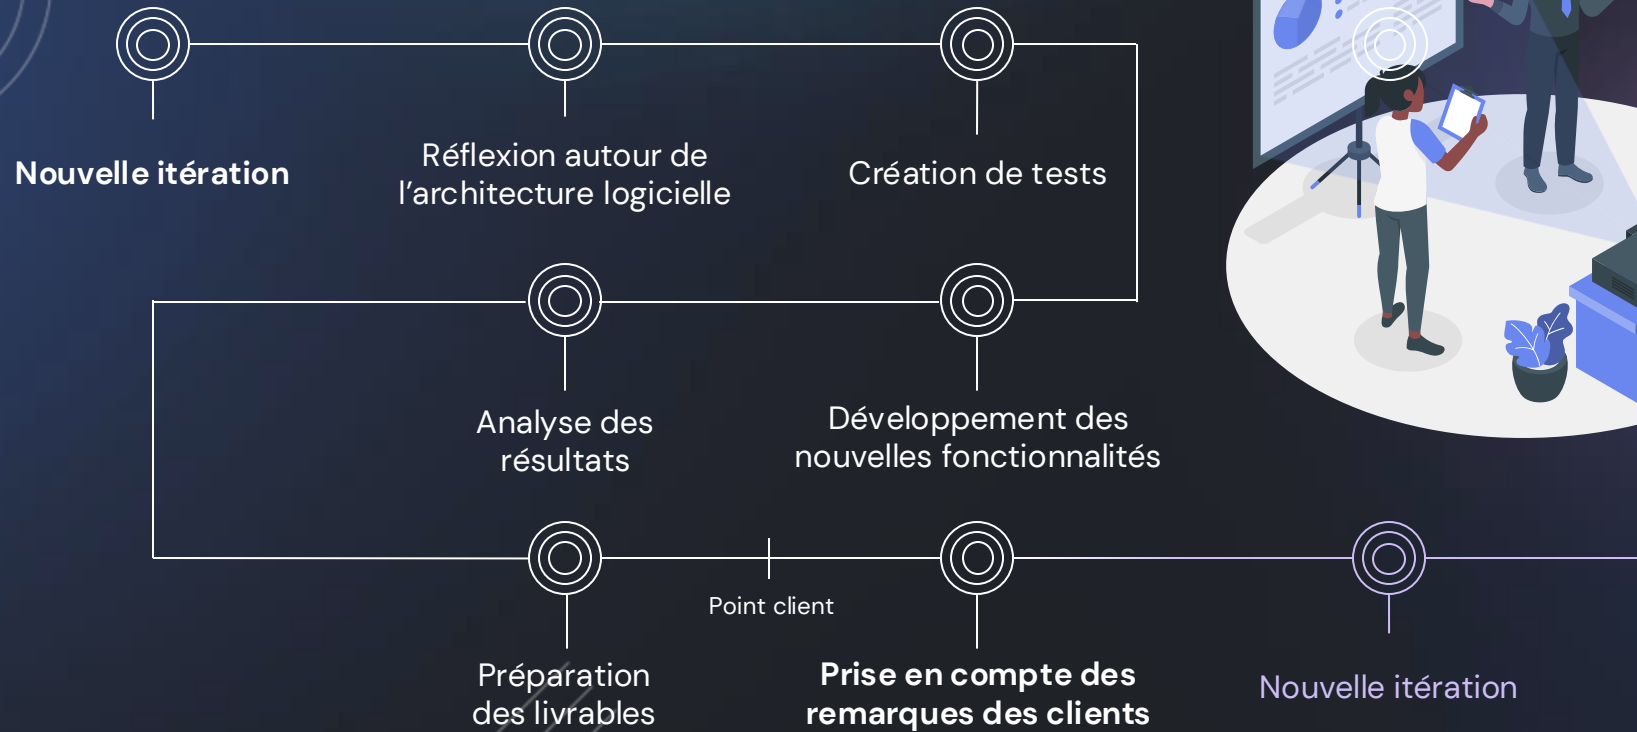 Nouvelle itération
Réflexion autour de
l'architecture logicielle
Création de tests
Analyse des
résultats
Développement des
nouvelles fonctionnalités
Point client
Préparation
des livrables
Prise en compte des
remarques des clients
Nouvelle itération